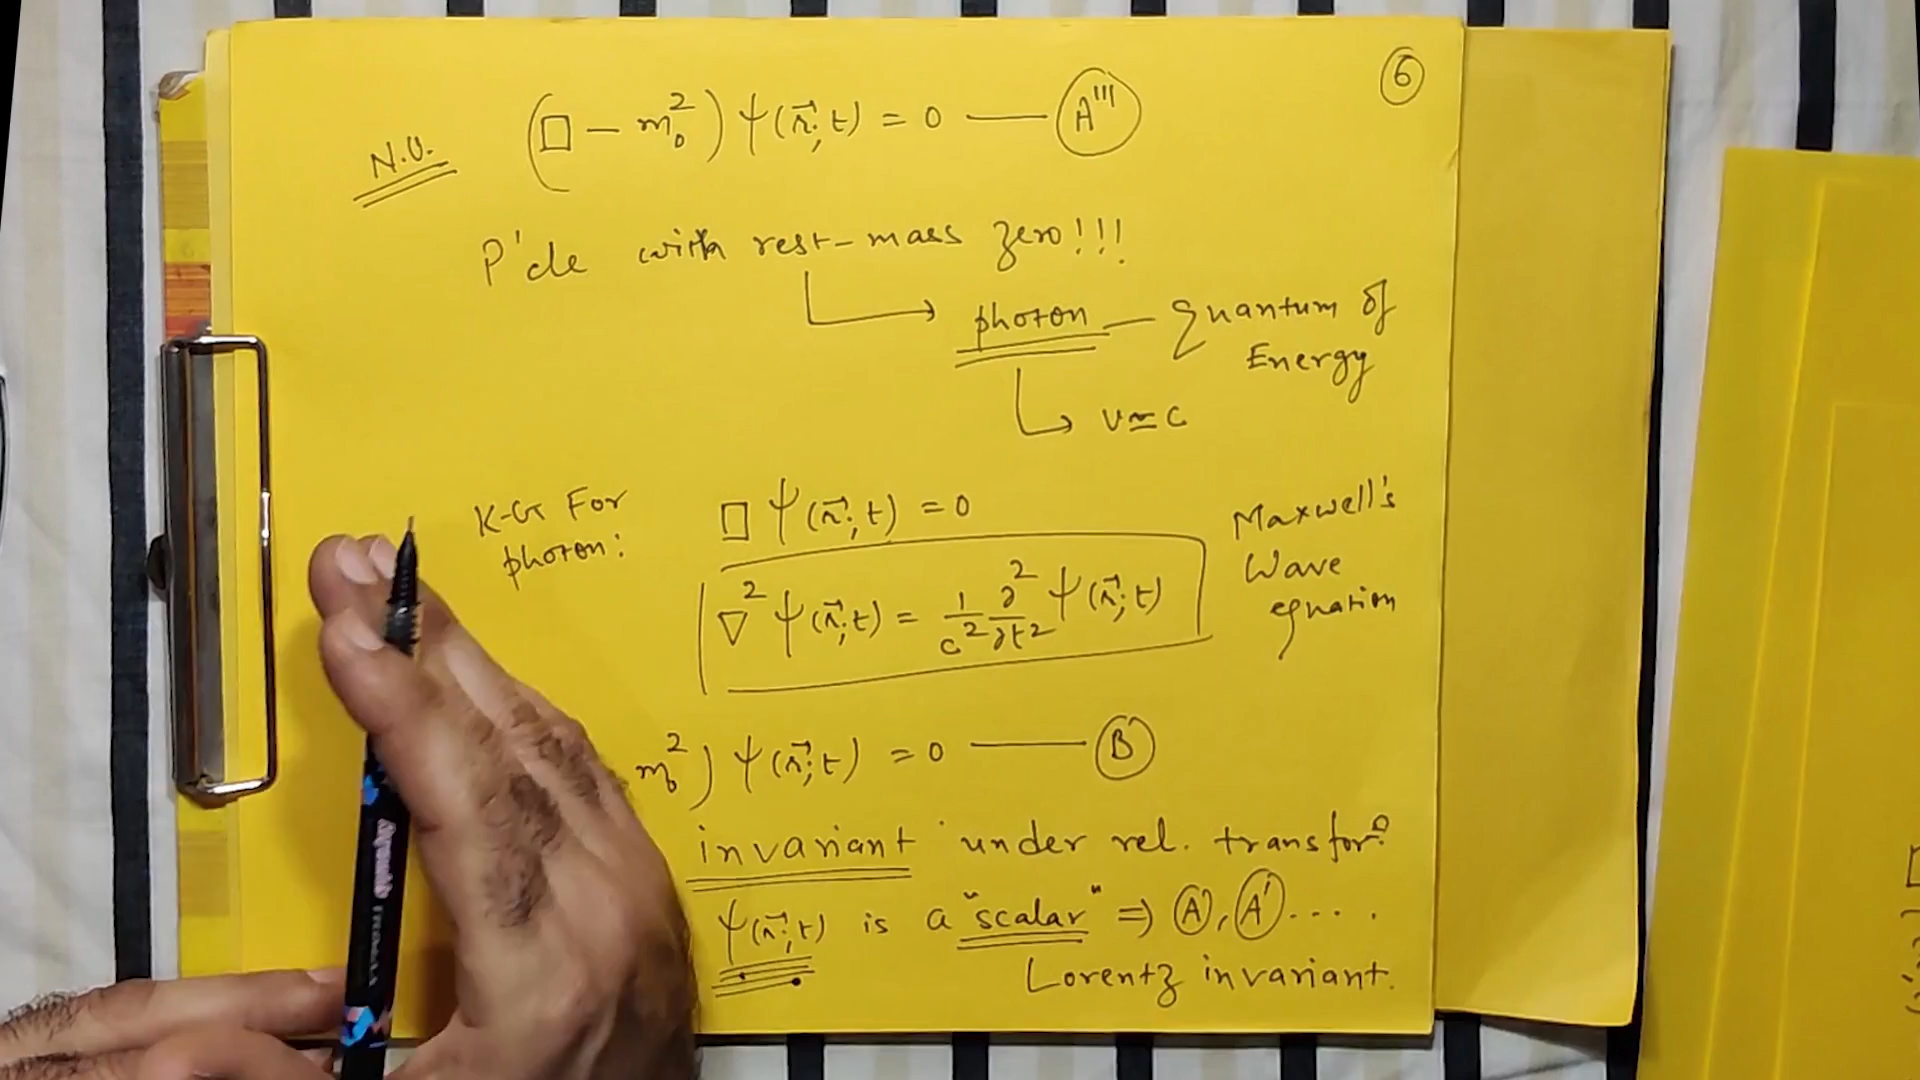 6
N.U. (□ − m₀²) ψ(r⃗; t) = 0 —— A'''
P'cle with rest-mass zero!!!
photon — Quantum of
Energy
v ≃ c
K-G For
photon:
□ ψ(r⃗; t) = 0
∇² ψ(r⃗; t) = 1/c² ∂²/∂t² ψ(r⃗; t)
Maxwell's
Wave
equation
m₀²) ψ(r⃗; t) = 0 —— B
invariant under rel. transfor⁠ⁿ
ψ(r⃗; t) is a "scalar" ⇒ A, A' . . . .
Lorentz invariant.